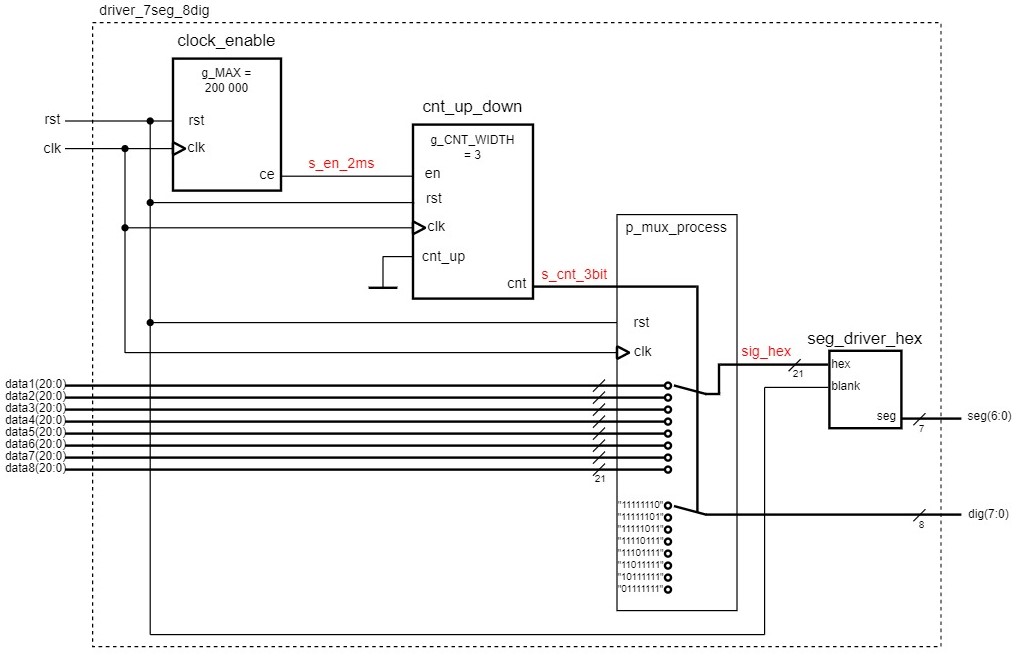 driver_7seg_8dig
clock_enable
g_MAX =
200 000
rst
rst
clk
clk
ce
s_en_2ms
cnt_up_down
g_CNT_WIDTH
= 3
en
rst
clk
cnt_up
cnt
s_cnt_3bit
p_mux_process
rst
clk
sig_hex
21
seg_driver_hex
hex
blank
seg
7
seg(6:0)
data1(20:0)
data2(20:0)
data3(20:0)
data4(20:0)
data5(20:0)
data6(20:0)
data7(20:0)
data8(20:0)
21
"11111110"
"11111101"
"11111011"
"11110111"
"11101111"
"11011111"
"10111111"
"01111111"
8
dig(7:0)